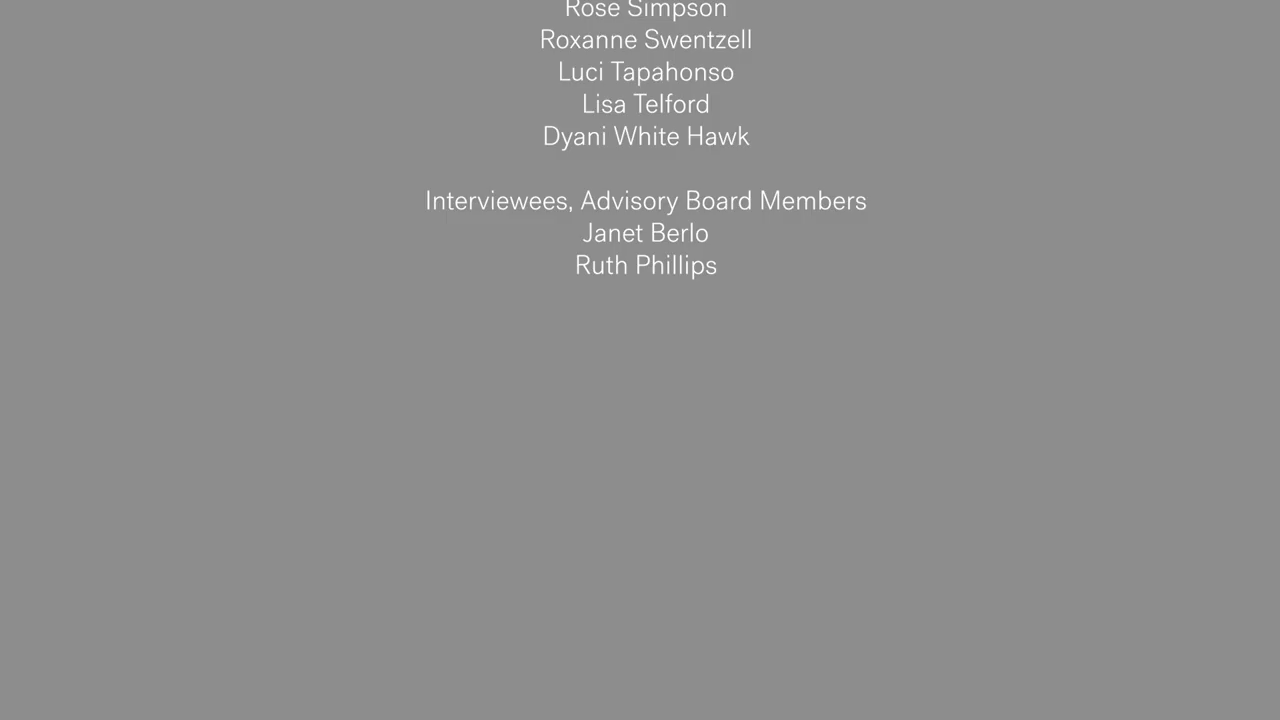 Rose Simpson
Roxanne Swentzell
Luci Tapahonso
Lisa Telford
Dyani White Hawk
Interviewees, Advisory Board Members
Janet Berlo
Ruth Phillips